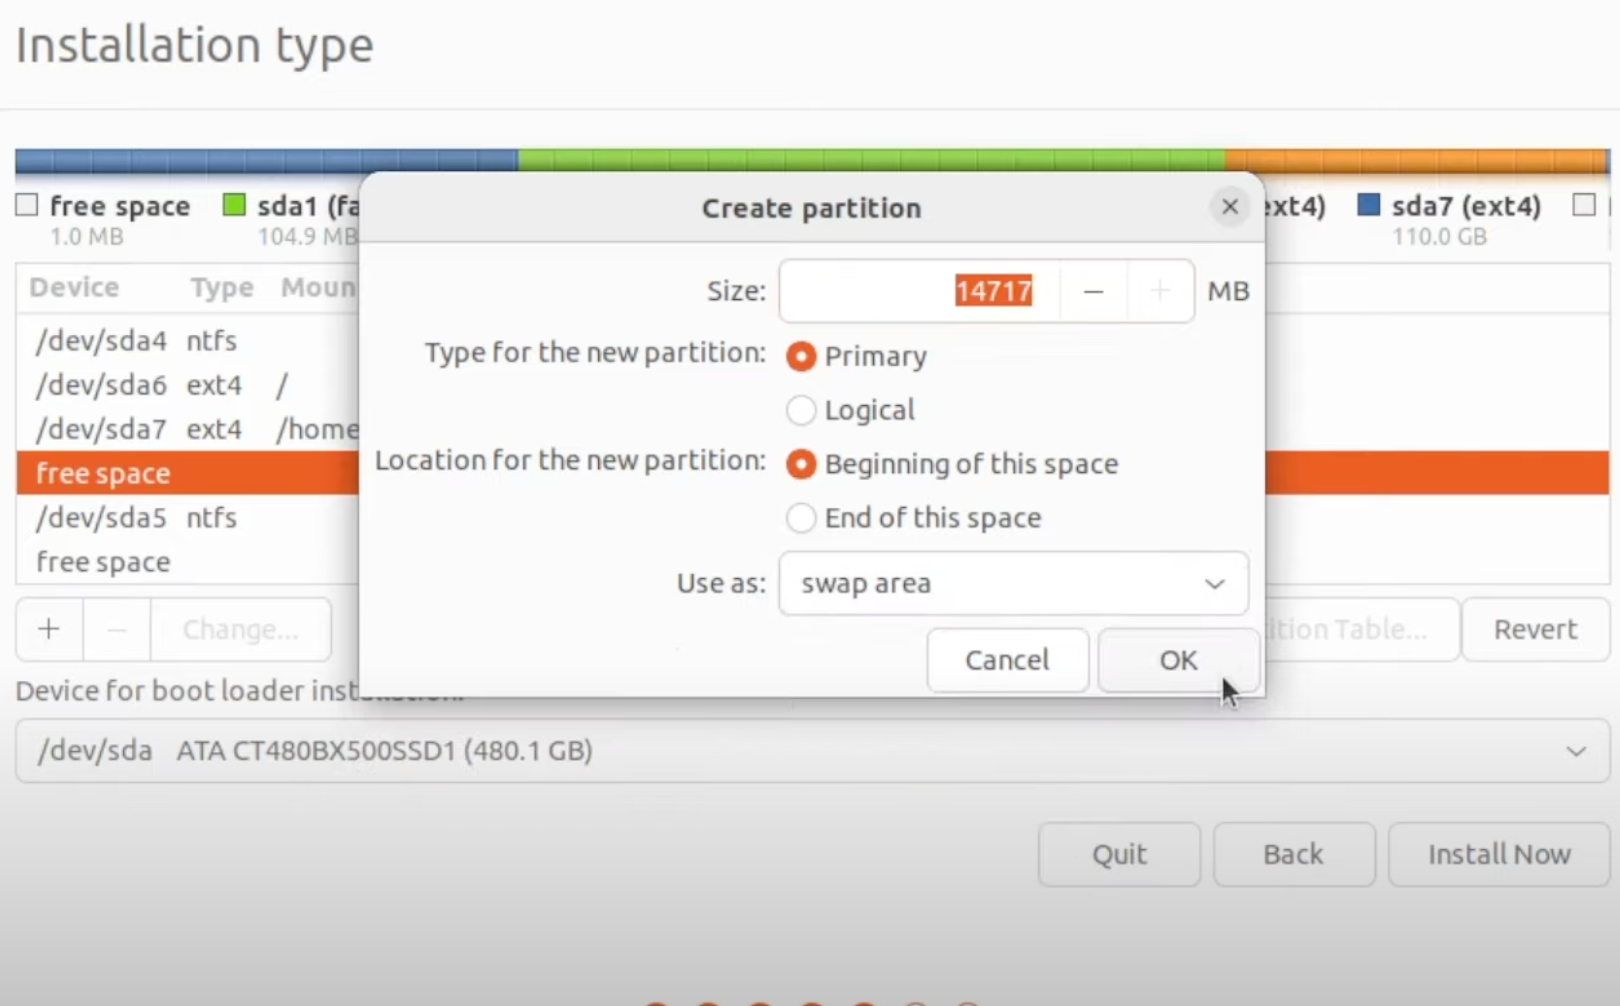 Installation type
free space
sda1 (fa
ext4)
sda7 (ext4)
1.0 MB
104.9 MB
110.0 GB
Create partition
Size: 14717 MB
Type for the new partition: Primary
Logical
Location for the new partition: Beginning of this space
End of this space
Use as: swap area
Cancel
OK
Device Type Moun
/dev/sda4 ntfs
/dev/sda6 ext4 /
/dev/sda7 ext4 /home
free space
/dev/sda5 ntfs
free space
+ − Change...
ition Table...
Revert
Device for boot loader inst
/dev/sda ATA CT480BX500SSD1 (480.1 GB)
Quit
Back
Install Now